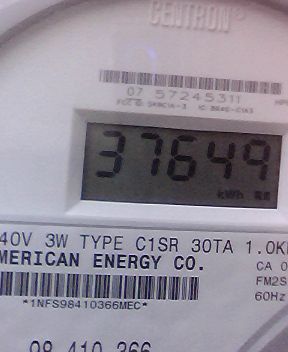 CENTRON®
07 57245311
37649
kWh
40V 3W TYPE C1SR 30TA 1.0K
MERICAN ENERGY CO.
CA 0
FM2S
60Hz
*1NFS98410366MEC*
98 410 366